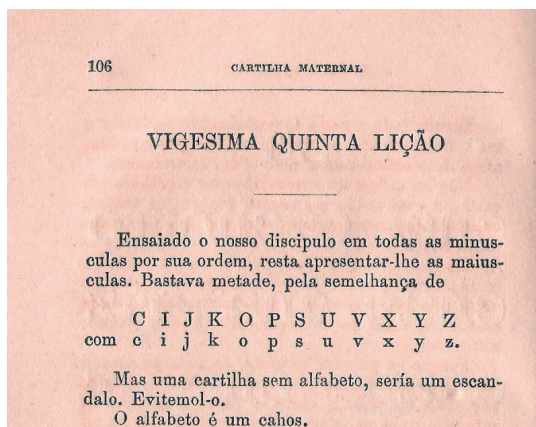 106 CARTILHA MATERNAL
VIGESIMA QUINTA LIÇÃO
Ensaiado o nosso discipulo em todas as minus-
culas por sua ordem, resta apresentar-lhe as maius-
culas. Bastava metade, pela semelhança de
C I J K O P S U V X Y Z
com c i j k o p s u v x y z.
Mas uma cartilha sem alfabeto, sería um escan-
dalo. Evitemol-o.
O alfabeto é um cahos.